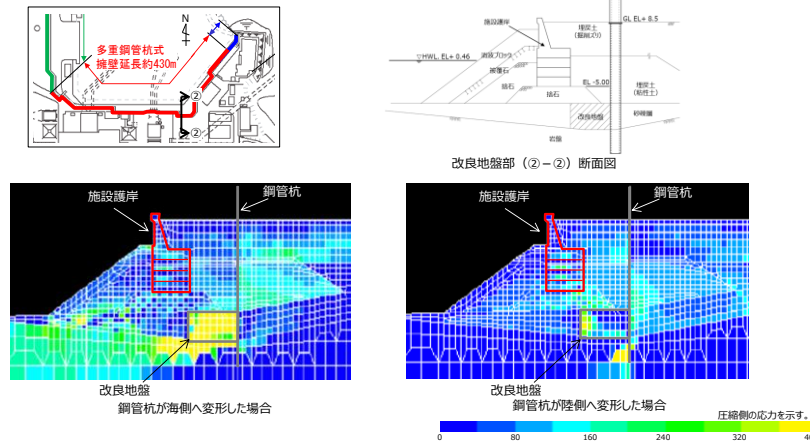 N
多重鋼管杭式
擁壁延長約430m
②
②
施設護岸
GL EL+ 8.5
埋戻土
(掘削ズリ)
▽HWL. EL+ 0.46
消波ブロック
被覆石
捨石
EL -5.00
捨石
埋戻土
(粘性土)
改良地盤
砂礫層
岩盤
改良地盤部（②－②）断面図
施設護岸
鋼管杭
改良地盤
鋼管杭が海側へ変形した場合
施設護岸
鋼管杭
改良地盤
鋼管杭が陸側へ変形した場合
圧縮側の応力を示す。
0 80 160 240 320